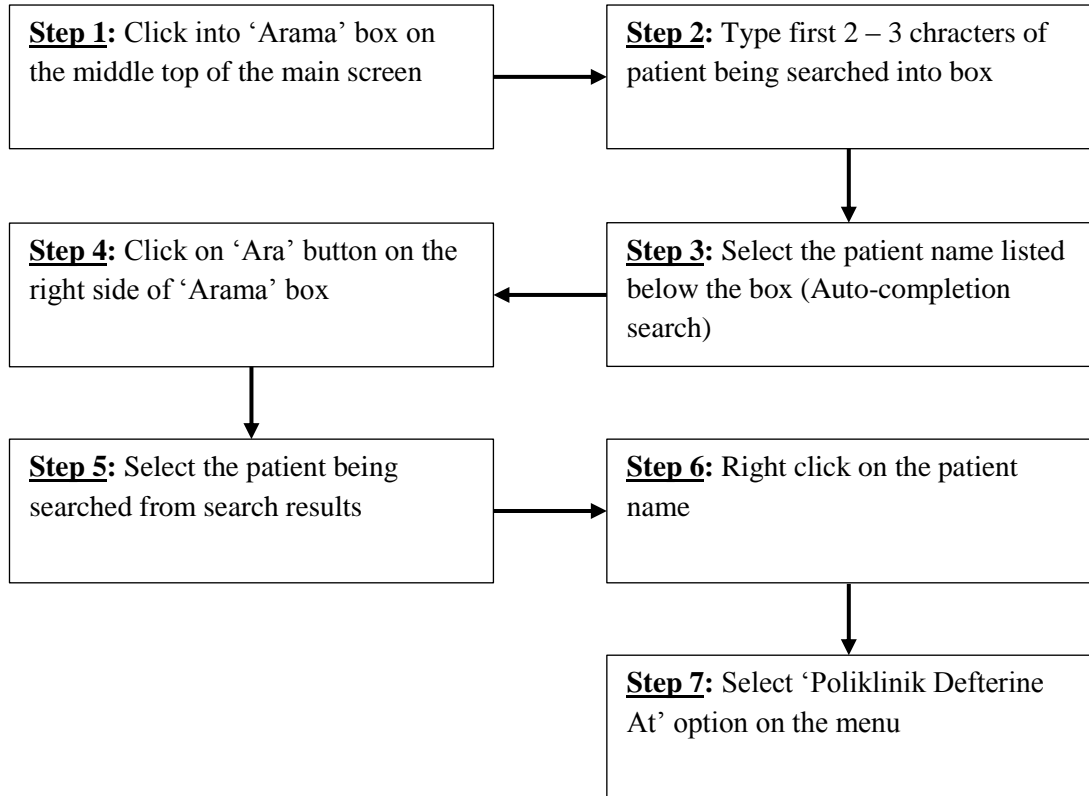 Step 1: Click into ‘Arama’ box on
the middle top of the main screen
Step 2: Type first 2 – 3 chracters of
patient being searched into box
Step 3: Select the patient name listed
below the box (Auto-completion
search)
Step 4: Click on ‘Ara’ button on the
right side of ‘Arama’ box
Step 5: Select the patient being
searched from search results
Step 6: Right click on the patient
name
Step 7: Select ‘Poliklinik Defterine
At’ option on the menu